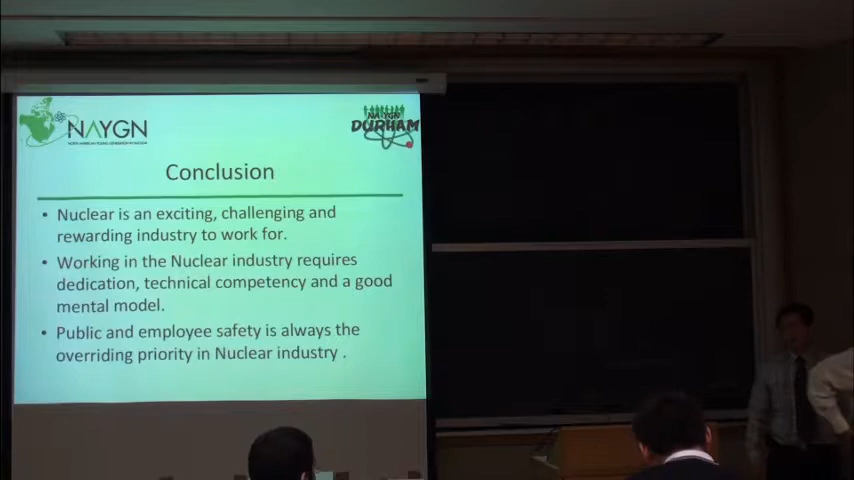 NAYGN
NORTH AMERICAN YOUNG GENERATION IN NUCLEAR
NA-YGN
DURHAM
Conclusion
• Nuclear is an exciting, challenging and
rewarding industry to work for.
• Working in the Nuclear industry requires
dedication, technical competency and a good
mental model.
• Public and employee safety is always the
overriding priority in Nuclear industry .